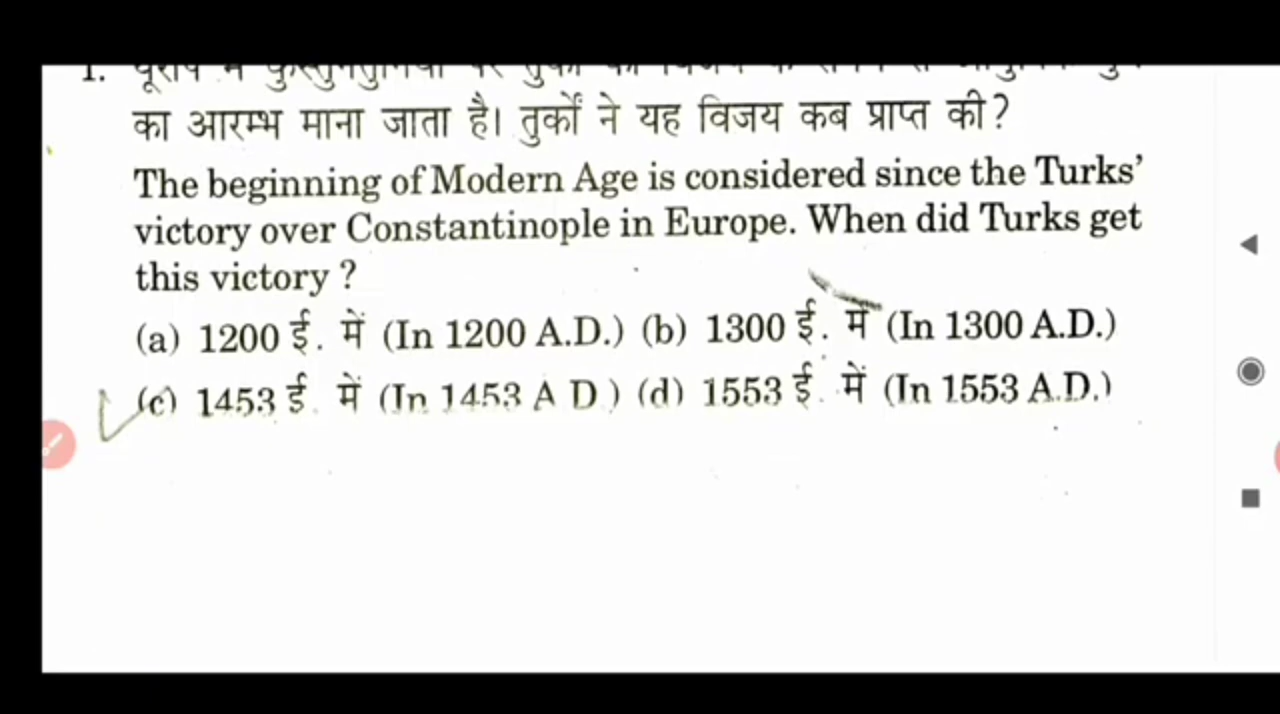 1.
का आरम्भ माना जाता है। तुर्कों ने यह विजय कब प्राप्त की?
The beginning of Modern Age is considered since the Turks'
victory over Constantinople in Europe. When did Turks get
this victory ?
(a) 1200 ई. में (In 1200 A.D.) (b) 1300 ई. में (In 1300 A.D.)
(c) 1453 ई. में (In 1453 A D ) (d) 1553 ई. में (In 1553 A.D.)